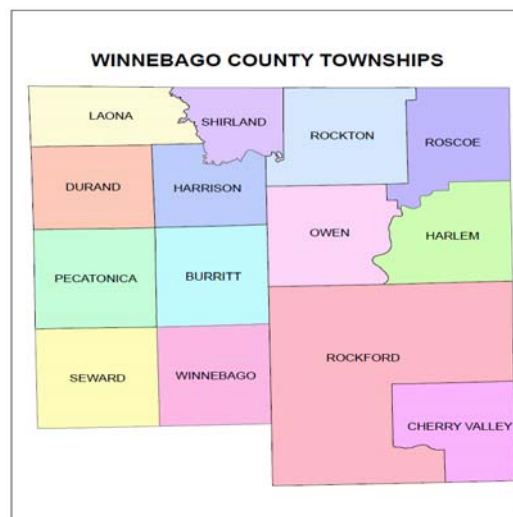 WINNEBAGO COUNTY TOWNSHIPS
LAONA
SHIRLAND
ROCKTON
ROSCOE
DURAND
HARRISON
OWEN
HARLEM
PECATONICA
BURRITT
SEWARD
WINNEBAGO
ROCKFORD
CHERRY VALLEY